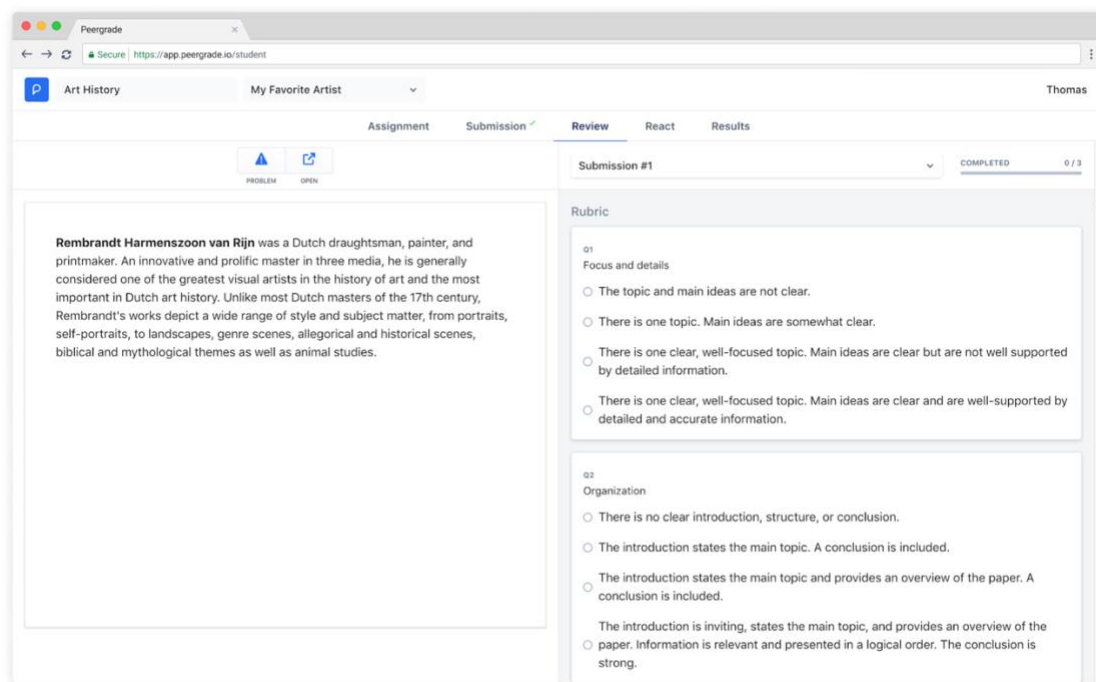 Peergrade
Secure https://app.peergrade.io/student
Art History
My Favorite Artist
Thomas
Assignment
Submission
Review
React
Results
PROBLEM
OPEN
Rembrandt Harmenszoon van Rijn was a Dutch draughtsman, painter, and
printmaker. An innovative and prolific master in three media, he is generally
considered one of the greatest visual artists in the history of art and the most
important in Dutch art history. Unlike most Dutch masters of the 17th century,
Rembrandt's works depict a wide range of style and subject matter, from portraits,
self-portraits, to landscapes, genre scenes, allegorical and historical scenes,
biblical and mythological themes as well as animal studies.
Submission #1
COMPLETED
0 / 3
Rubric
Q1
Focus and details
The topic and main ideas are not clear.
There is one topic. Main ideas are somewhat clear.
There is one clear, well-focused topic. Main ideas are clear but are not well supported
by detailed information.
There is one clear, well-focused topic. Main ideas are clear and are well-supported by
detailed and accurate information.
Q2
Organization
There is no clear introduction, structure, or conclusion.
The introduction states the main topic. A conclusion is included.
The introduction states the main topic and provides an overview of the paper. A
conclusion is included.
The introduction is inviting, states the main topic, and provides an overview of the
paper. Information is relevant and presented in a logical order. The conclusion is
strong.